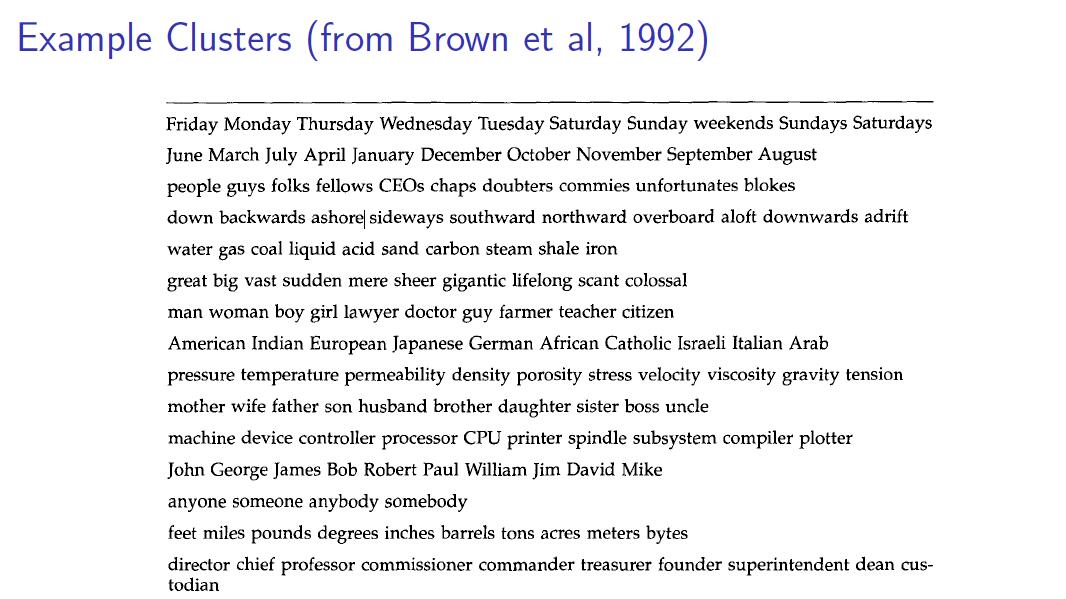 Example Clusters (from Brown et al, 1992)
Friday Monday Thursday Wednesday Tuesday Saturday Sunday weekends Sundays Saturdays
June March July April January December October November September August
people guys folks fellows CEOs chaps doubters commies unfortunates blokes
down backwards ashore sideways southward northward overboard aloft downwards adrift
water gas coal liquid acid sand carbon steam shale iron
great big vast sudden mere sheer gigantic lifelong scant colossal
man woman boy girl lawyer doctor guy farmer teacher citizen
American Indian European Japanese German African Catholic Israeli Italian Arab
pressure temperature permeability density porosity stress velocity viscosity gravity tension
mother wife father son husband brother daughter sister boss uncle
machine device controller processor CPU printer spindle subsystem compiler plotter
John George James Bob Robert Paul William Jim David Mike
anyone someone anybody somebody
feet miles pounds degrees inches barrels tons acres meters bytes
director chief professor commissioner commander treasurer founder superintendent dean cus-
todian